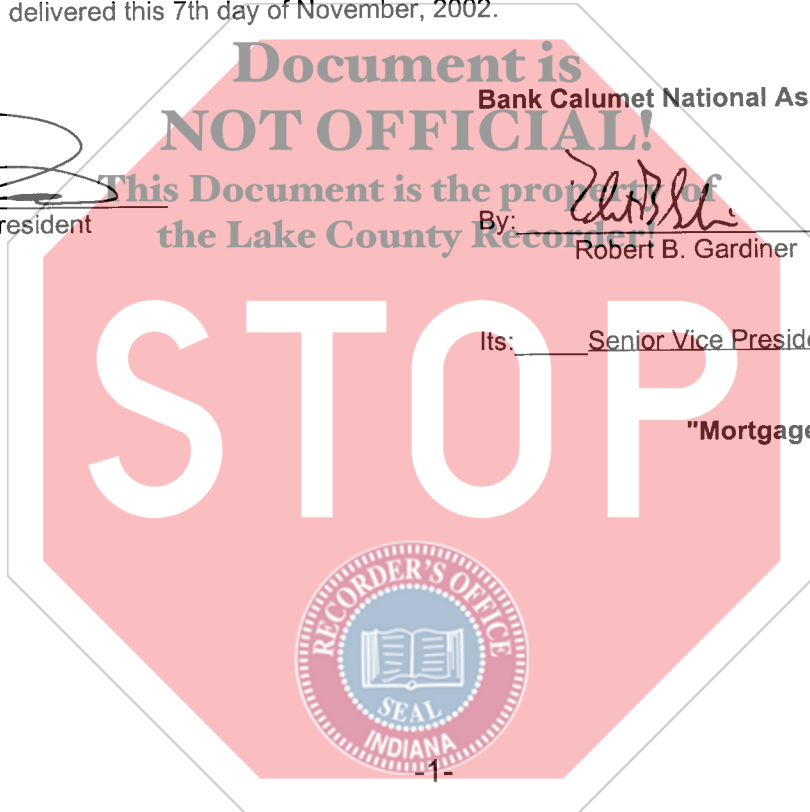 delivered this 7th day of November, 2002.
Document is
NOT OFFICIAL!
This Document is the property of
the Lake County Recorder!
Bank Calumet National As
resident
By:
Robert B. Gardiner
Its: Senior Vice Preside
"Mortgage
STOP
RECORDER'S OFFICE
SEAL
INDIANA
-1-